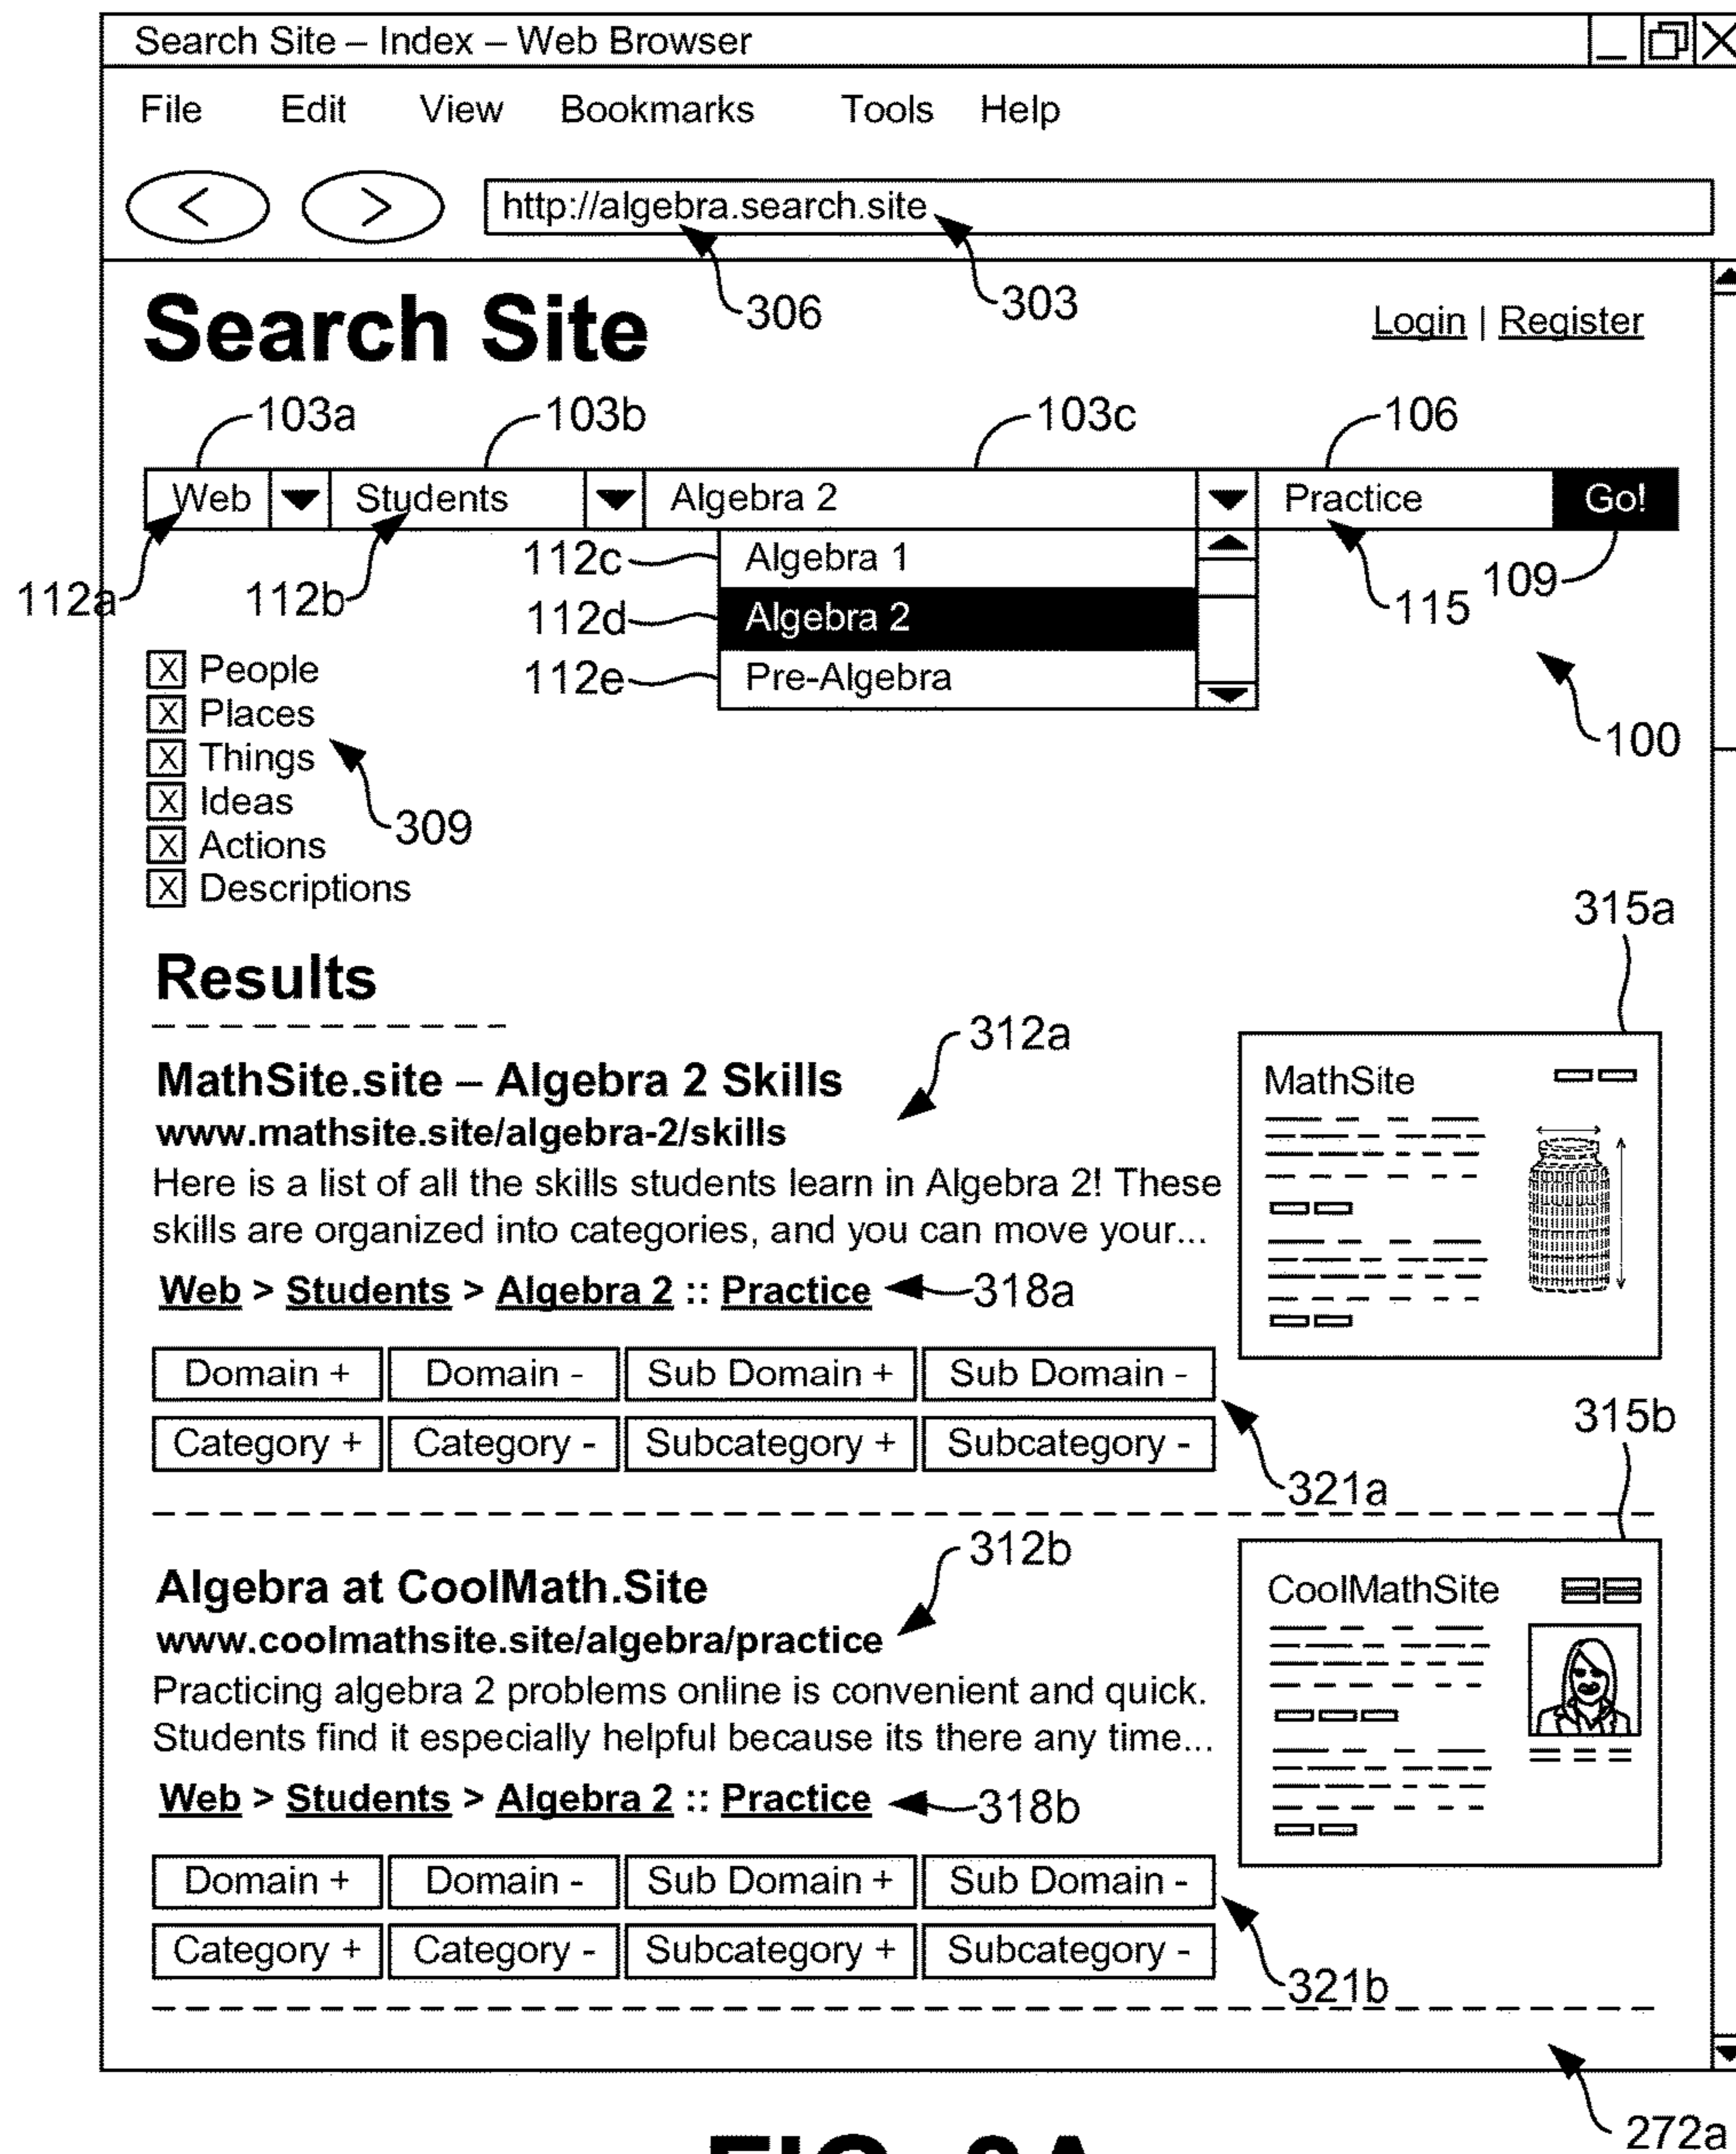 Search Site – Index – Web Browser
File Edit View Bookmarks Tools Help
< > http://algebra.search.site
306 303
Search Site Login | Register
103a 103b 103c 106
Web Students Algebra 2 Practice Go!
112a 112b 112c Algebra 1 115 109
112d Algebra 2
112e Pre-Algebra
100
X People
X Places
X Things
X Ideas
X Actions
X Descriptions
309
315a
Results
312a
MathSite.site – Algebra 2 Skills
www.mathsite.site/algebra-2/skills
Here is a list of all the skills students learn in Algebra 2! These
skills are organized into categories, and you can move your...
Web > Students > Algebra 2 :: Practice 318a
MathSite
Domain + Domain - Sub Domain + Sub Domain -
Category + Category - Subcategory + Subcategory -
321a
315b
312b
Algebra at CoolMath.Site
www.coolmathsite.site/algebra/practice
Practicing algebra 2 problems online is convenient and quick.
Students find it especially helpful because its there any time...
Web > Students > Algebra 2 :: Practice 318b
CoolMathSite
Domain + Domain - Sub Domain + Sub Domain -
Category + Category - Subcategory + Subcategory -
321b
272a
FIG. 3A